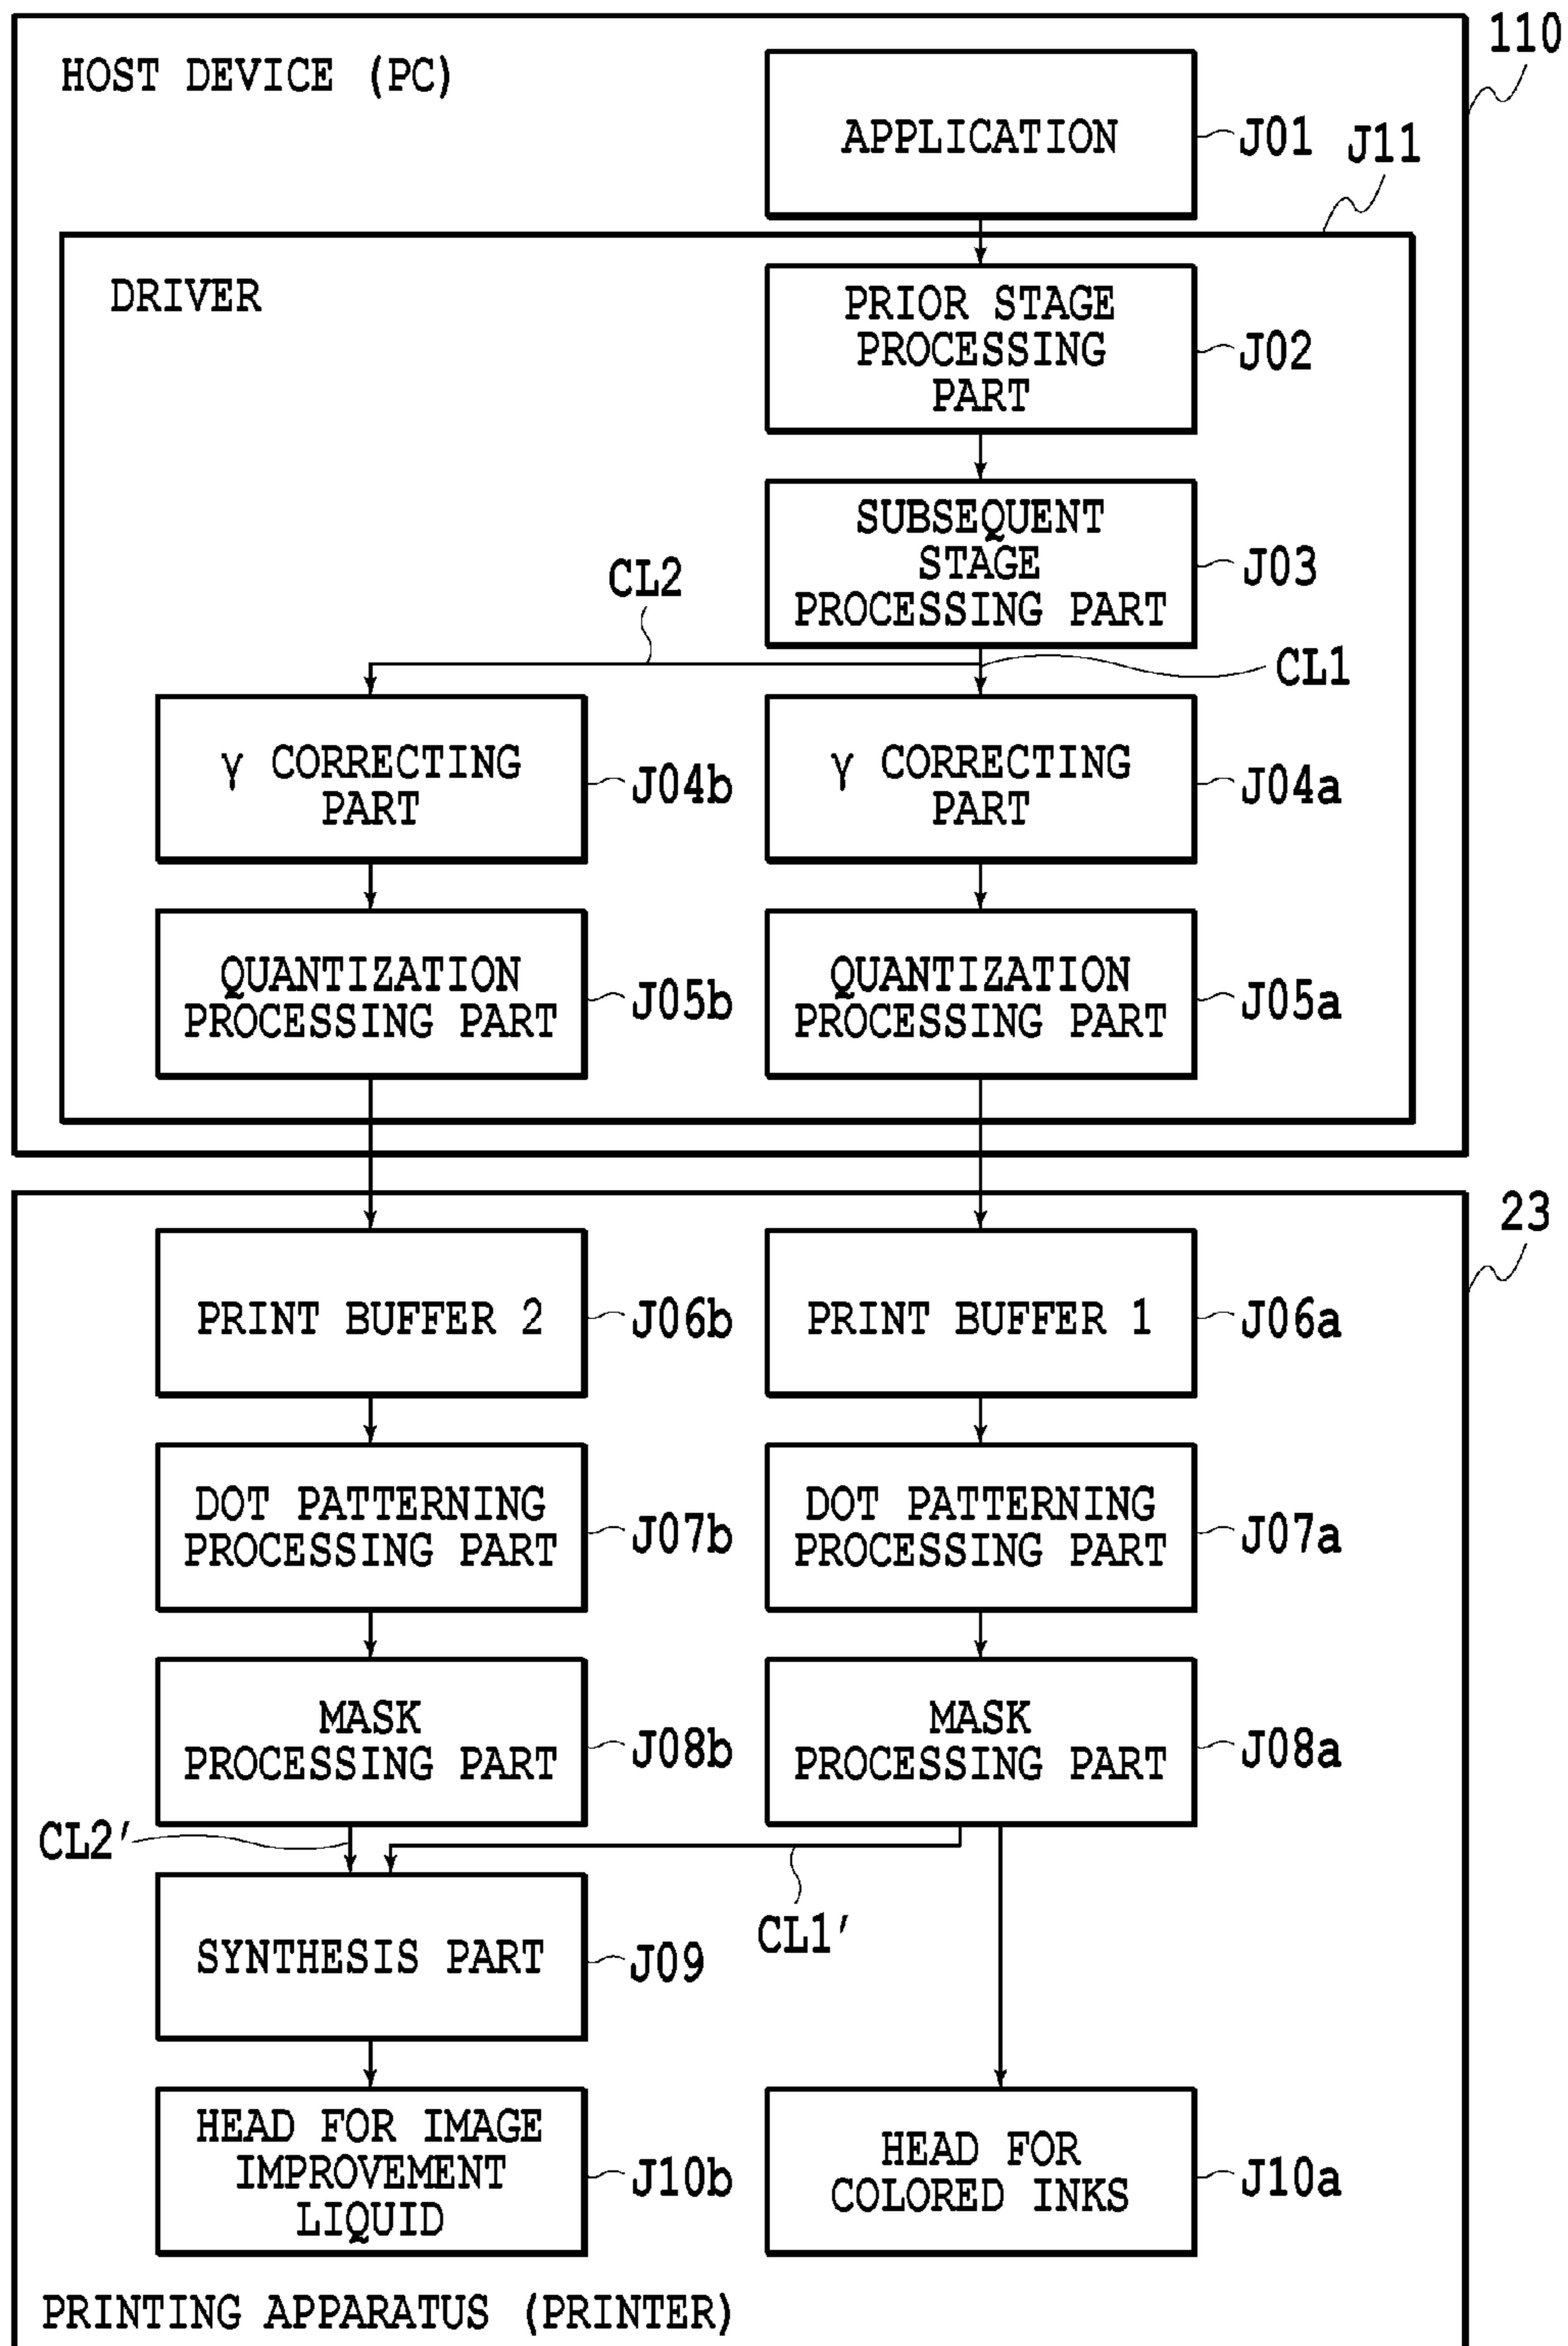 110
HOST DEVICE (PC)
APPLICATION
J01
J11
DRIVER
PRIOR STAGE
PROCESSING
PART
J02
SUBSEQUENT
STAGE
PROCESSING PART
J03
CL2
CL1
γ CORRECTING
PART
J04b
γ CORRECTING
PART
J04a
QUANTIZATION
PROCESSING PART
J05b
QUANTIZATION
PROCESSING PART
J05a
23
PRINT BUFFER 2
J06b
PRINT BUFFER 1
J06a
DOT PATTERNING
PROCESSING PART
J07b
DOT PATTERNING
PROCESSING PART
J07a
MASK
PROCESSING PART
J08b
MASK
PROCESSING PART
J08a
CL2'
CL1'
SYNTHESIS PART
J09
HEAD FOR IMAGE
IMPROVEMENT
LIQUID
J10b
HEAD FOR
COLORED INKS
J10a
PRINTING APPARATUS (PRINTER)